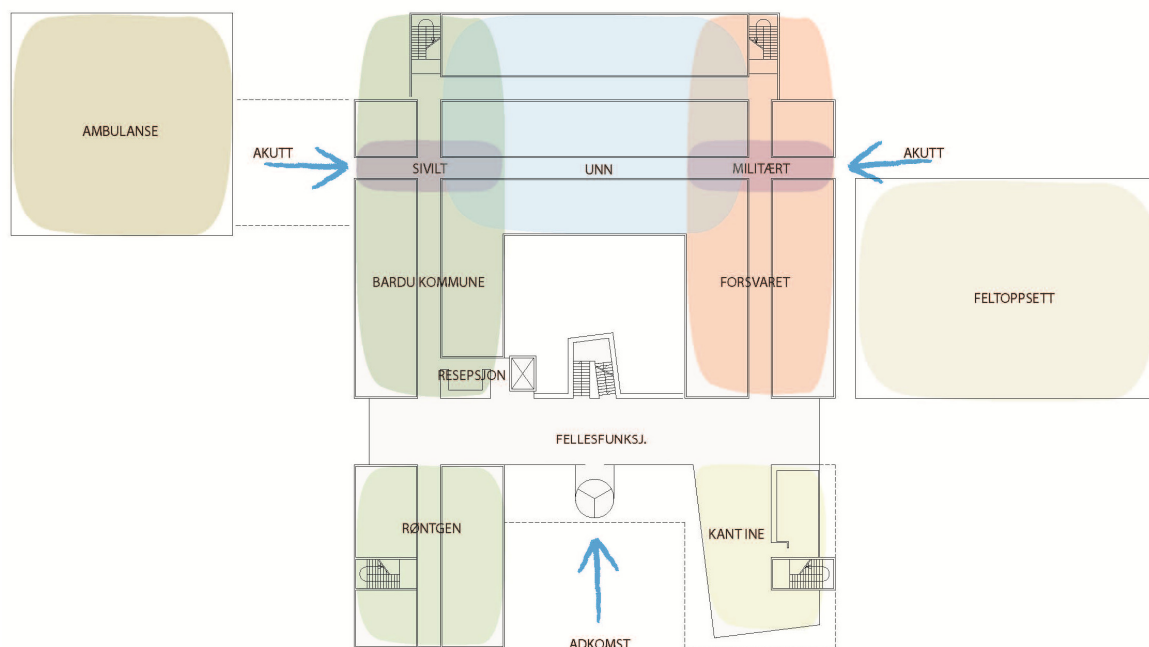 AMBULANSE
AKUTT
SIVILT
UNN
MILITÆRT
AKUTT
BARDU KOMMUNE
FORSVARET
FELTOPPSETT
RESEPSJON
FELLESFUNKSJ.
RØNTGEN
KANTINE
ADKOMST